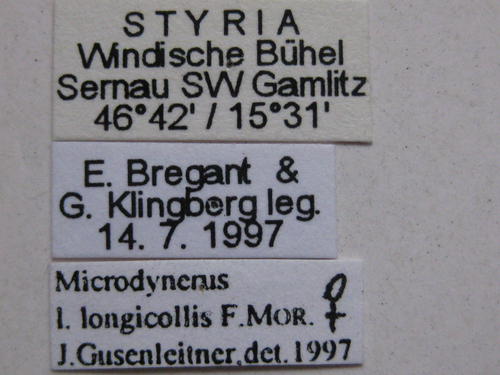 STYRIA
Windische Bühel
Sernau SW Gamlitz
46°42' / 15°31'
E. Bregant &
G. Klingberg leg.
14. 7. 1997
Microdynerus
l. longicollis F.MOR. ♀
J.Gusenleitner,det.1997